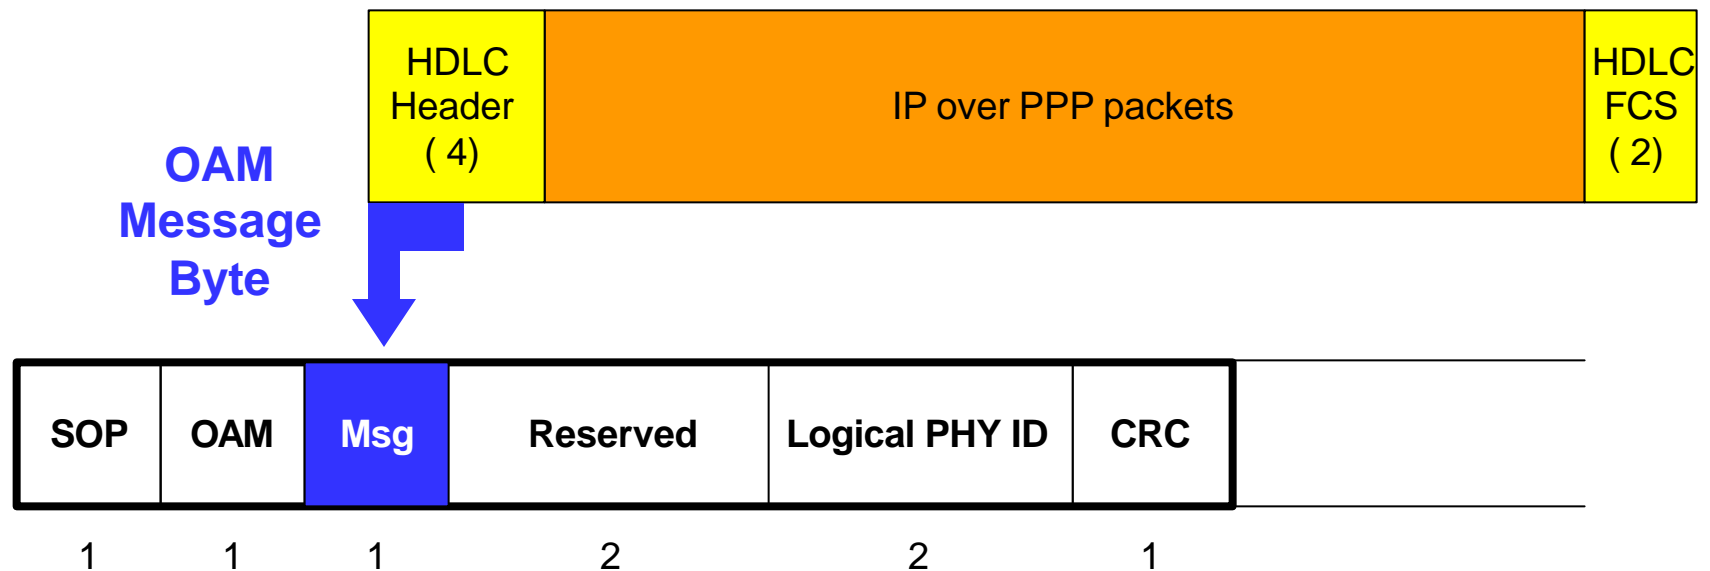 HDLC
Header
( 4)
IP over PPP packets
HDLC
FCS
( 2)
OAM
Message
Byte
SOP OAM Msg Reserved Logical PHY ID CRC
1 1 1 2 2 1